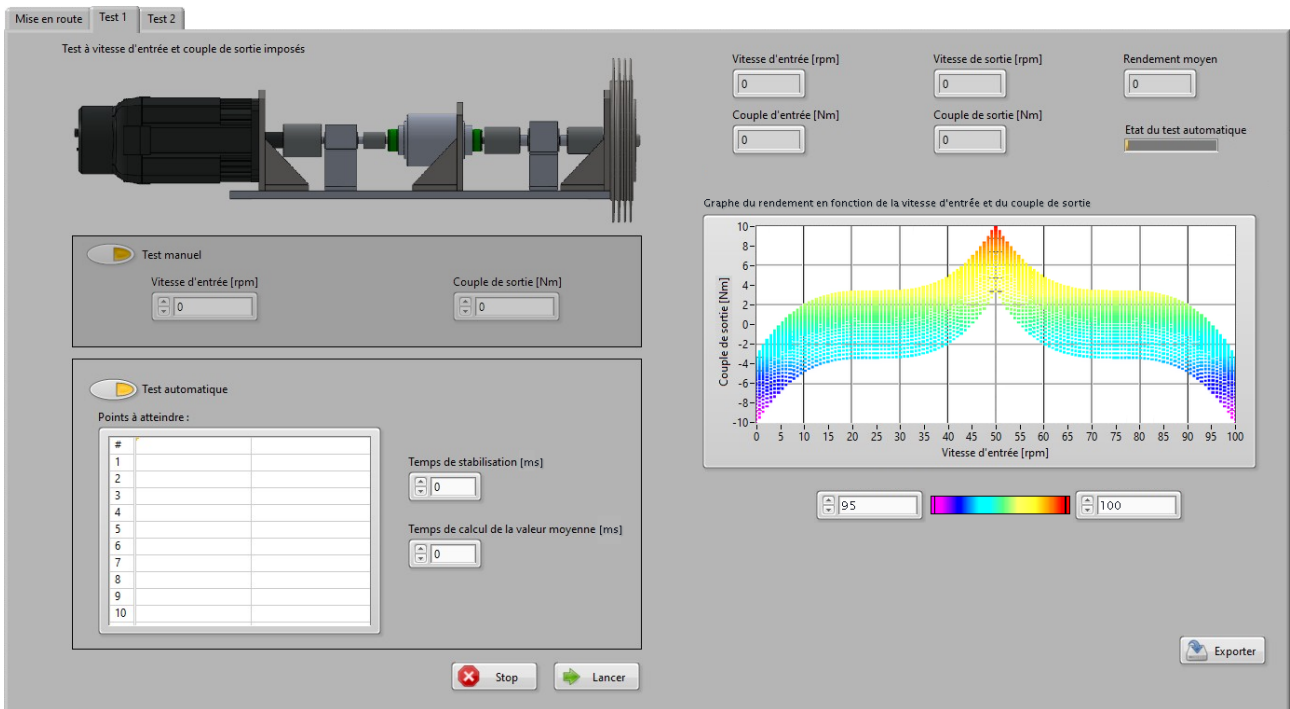 Mise en route Test 1 Test 2
Test à vitesse d'entrée et couple de sortie imposés
Test manuel
Vitesse d'entrée [rpm] Couple de sortie [Nm]
0 0
Test automatique
Points à atteindre :
#
1
2
3
4
5
6
7
8
9
10
Temps de stabilisation [ms]
0
Temps de calcul de la valeur moyenne [ms]
0
Stop Lancer
Vitesse d'entrée [rpm] Vitesse de sortie [rpm] Rendement moyen
0 0 0
Couple d'entrée [Nm] Couple de sortie [Nm]
0 0
Etat du test automatique
Graphe du rendement en fonction de la vitesse d'entrée et du couple de sortie
Couple de sortie [Nm]
10
8
6
4
2
0
-2
-4
-6
-8
-10
0 5 10 15 20 25 30 35 40 45 50 55 60 65 70 75 80 85 90 95 100
Vitesse d'entrée [rpm]
95 100
Exporter